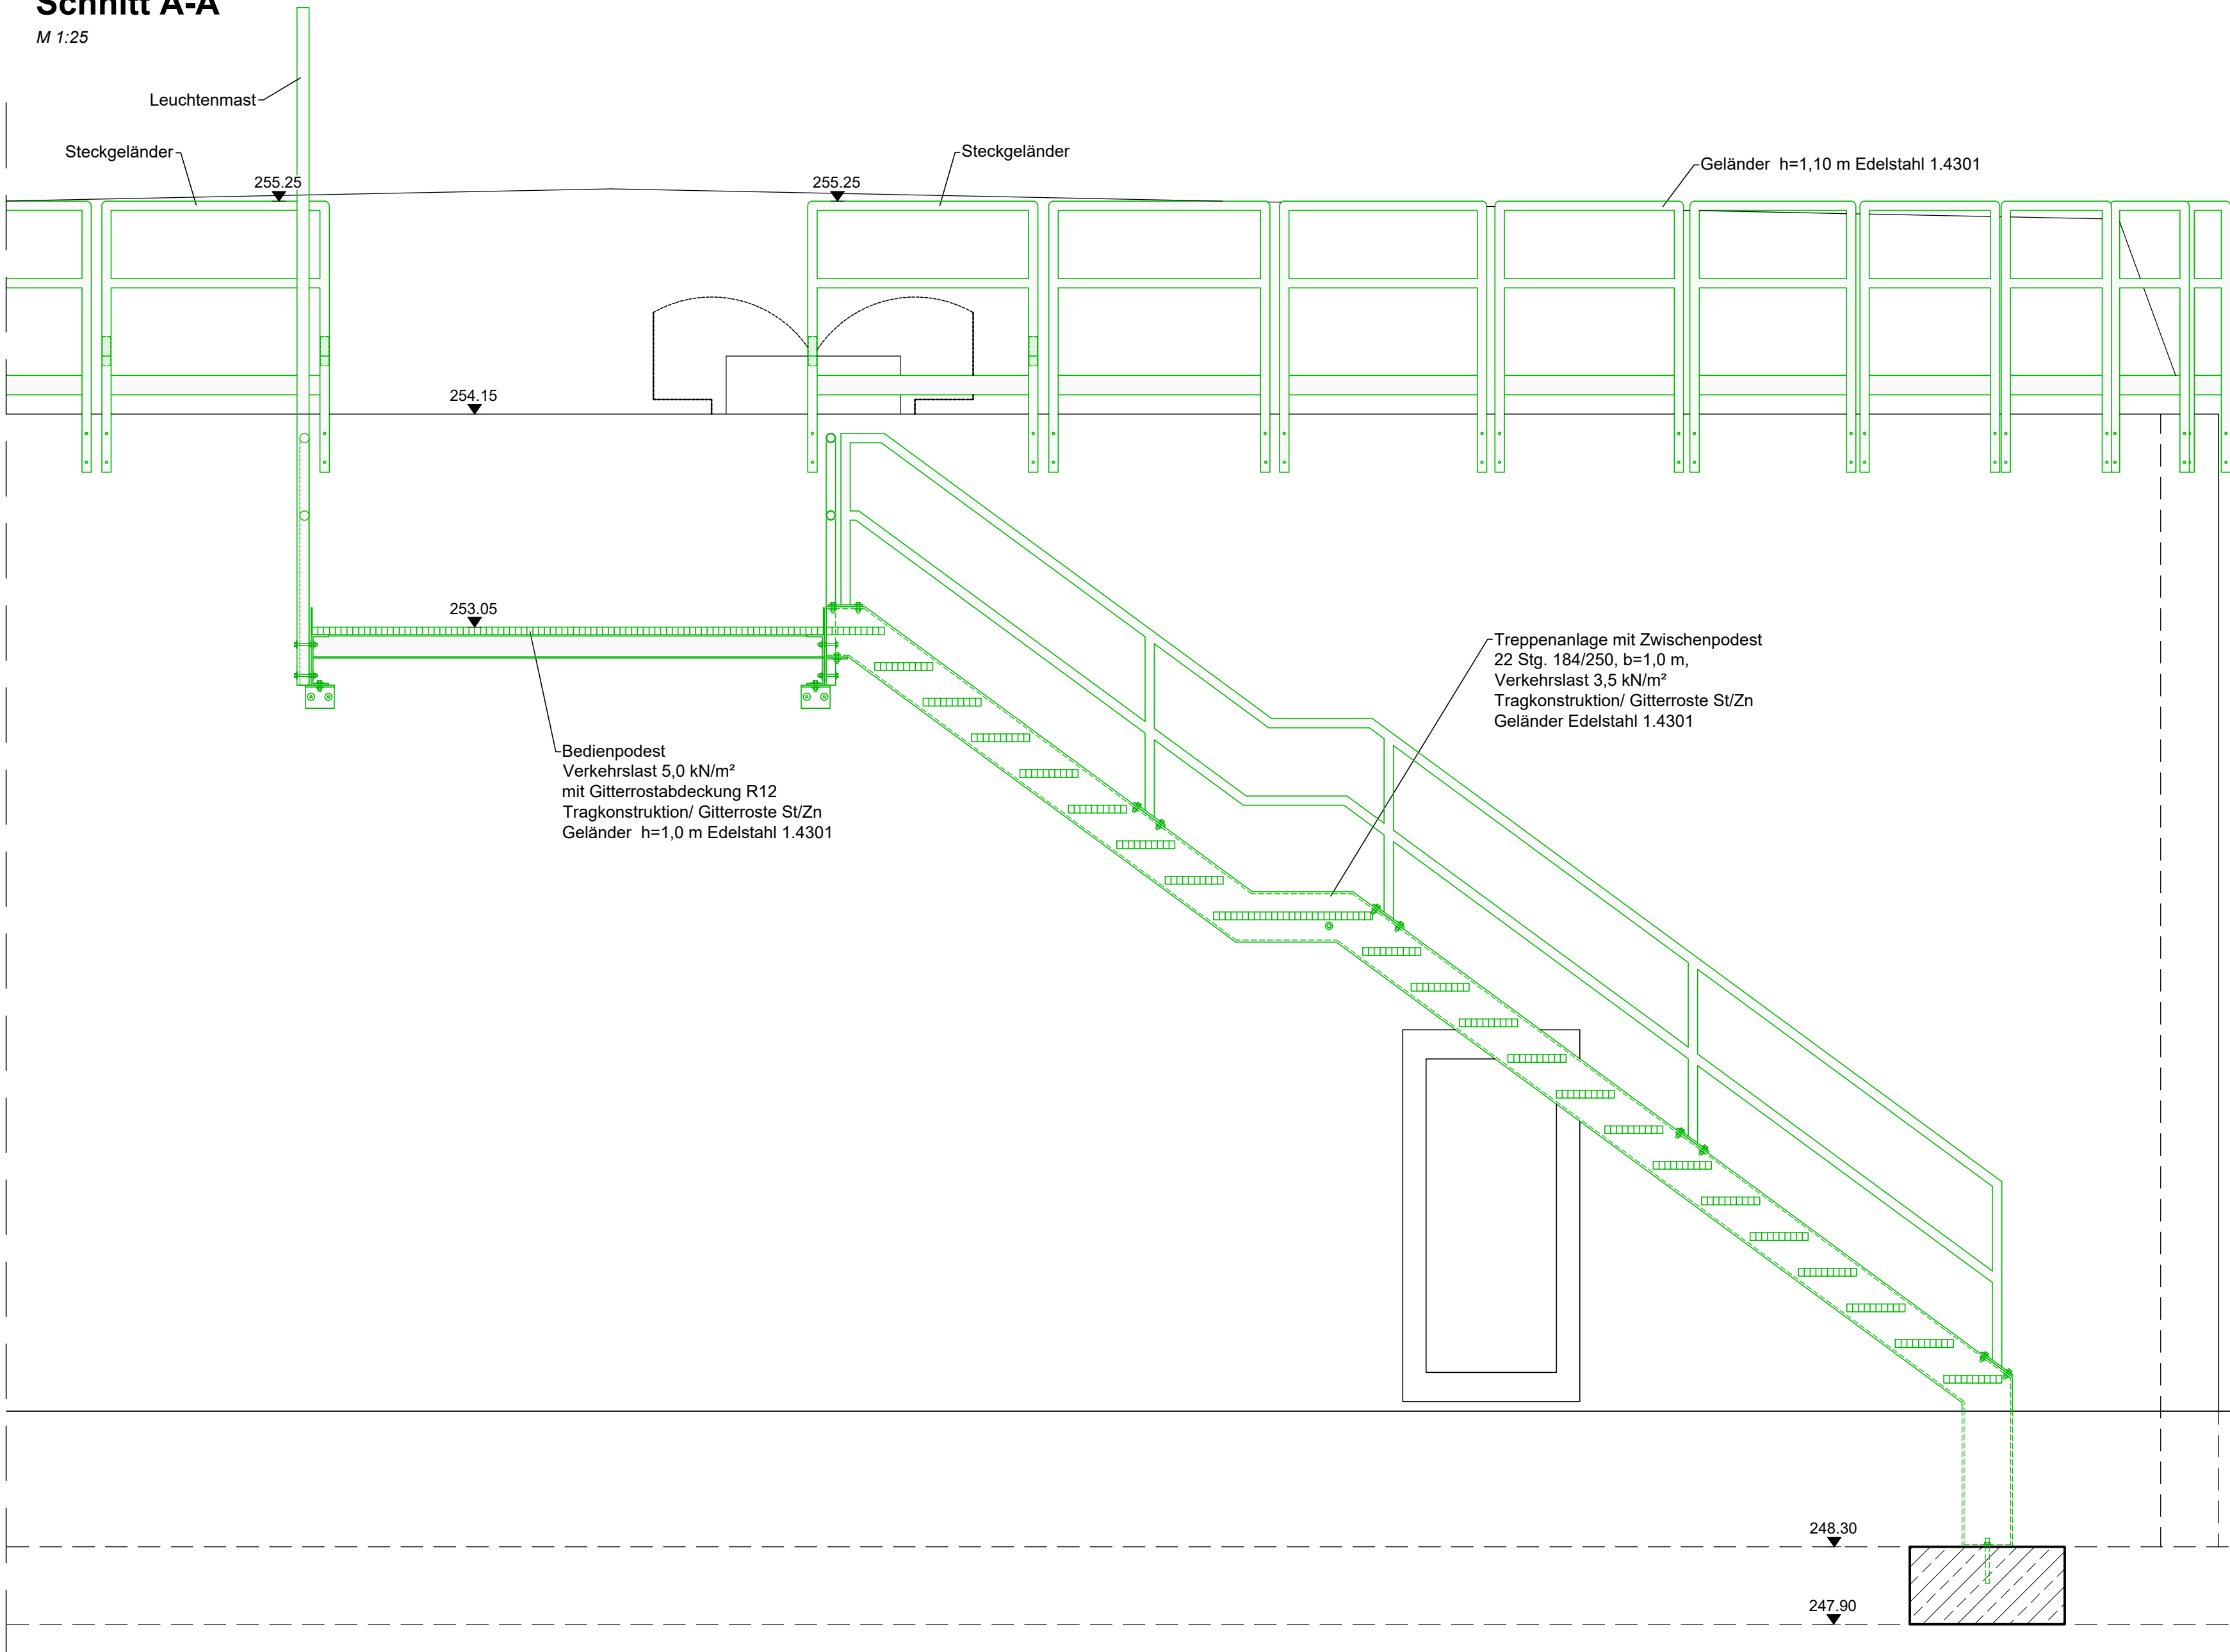 Schnitt A-A
M 1:25
Leuchtenmast
Steckgeländer
Steckgeländer
Geländer h=1,10 m Edelstahl 1.4301
255.25
255.25
254.15
253.05
Treppenanlage mit Zwischenpodest
22 Stg. 184/250, b=1,0 m,
Verkehrslast 3,5 kN/m²
Tragkonstruktion/ Gitterroste St/Zn
Geländer Edelstahl 1.4301
Bedienpodest
Verkehrslast 5,0 kN/m²
mit Gitterrostabdeckung R12
Tragkonstruktion/ Gitterroste St/Zn
Geländer h=1,0 m Edelstahl 1.4301
248.30
247.90